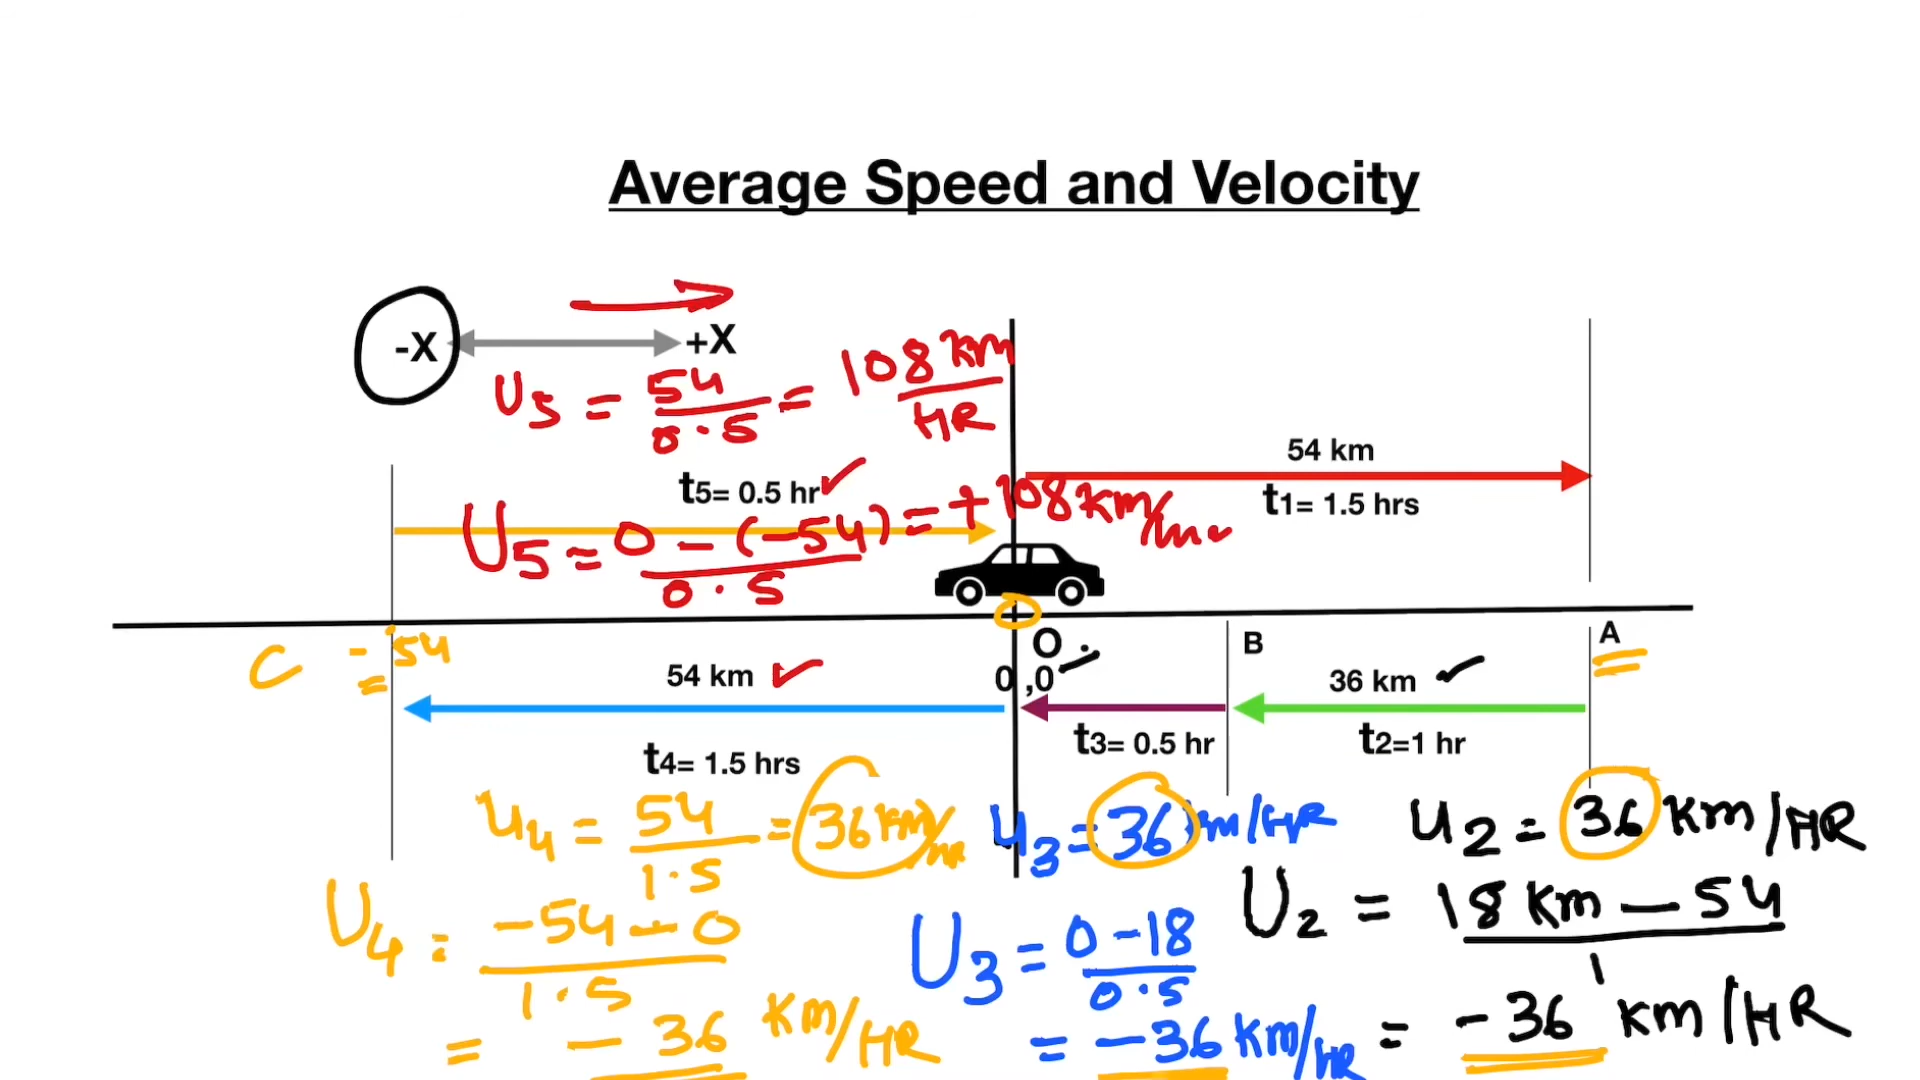 Average Speed and Velocity
-X
+X
U5 = 54/0.5 = 108 km/HR
54 km
t5= 0.5 hr
t1= 1.5 hrs
U5 = 0 - (-54)/0.5 = +108 km/
C = -54
O
0,0
B
A
54 km
36 km
t4= 1.5 hrs
t3= 0.5 hr
t2=1 hr
u4 = 54/1.5 = 36 km/HR
u3 = 36 km/HR
u2 = 36 km/HR
U4 = -54-0/1.5
U3 = 0-18/0.5
U2 = 18 km - 54/1
= -36 km/HR
= -36 km/HR
= -36 km/HR